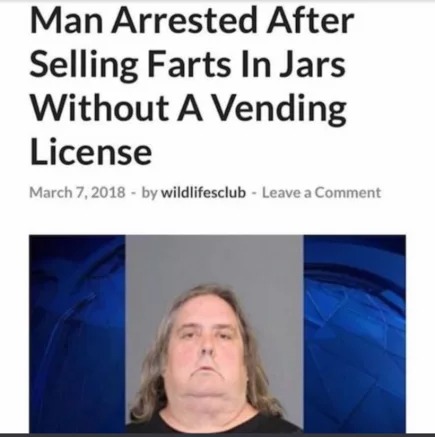 Man Arrested After
Selling Farts In Jars
Without A Vending
License
March 7, 2018 - by wildlifesclub - Leave a Comment